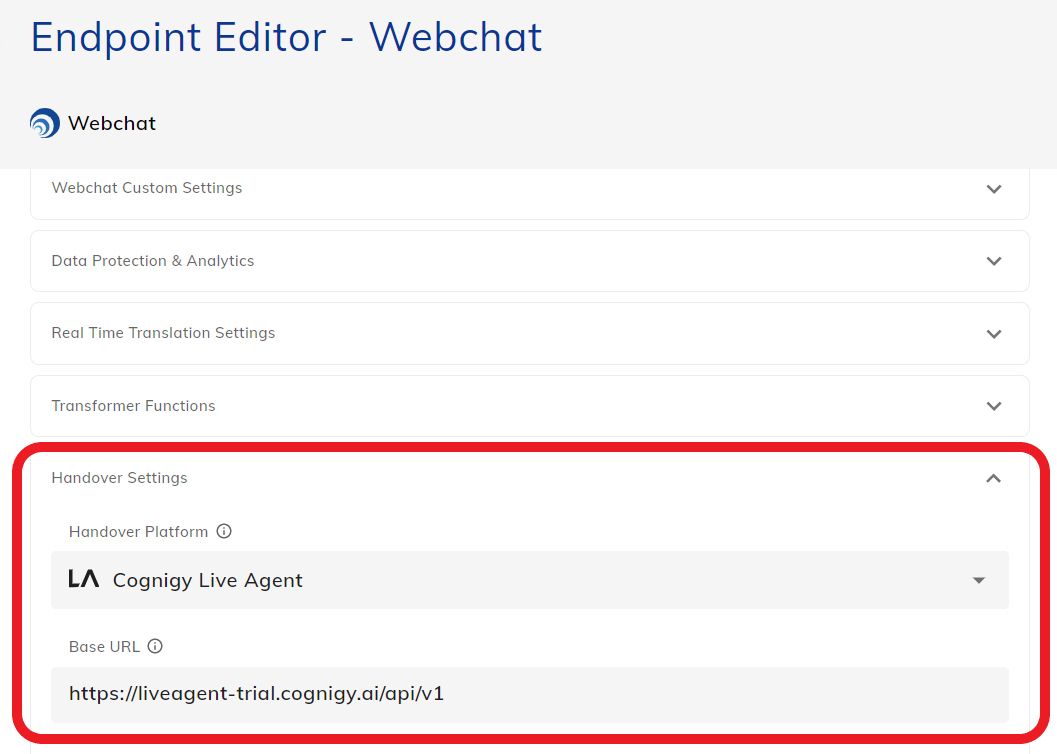 Endpoint Editor - Webchat
Webchat
Webchat Custom Settings
Data Protection & Analytics
Real Time Translation Settings
Transformer Functions
Handover Settings
Handover Platform
LA Cognigy Live Agent
Base URL
https://liveagent-trial.cognigy.ai/api/v1